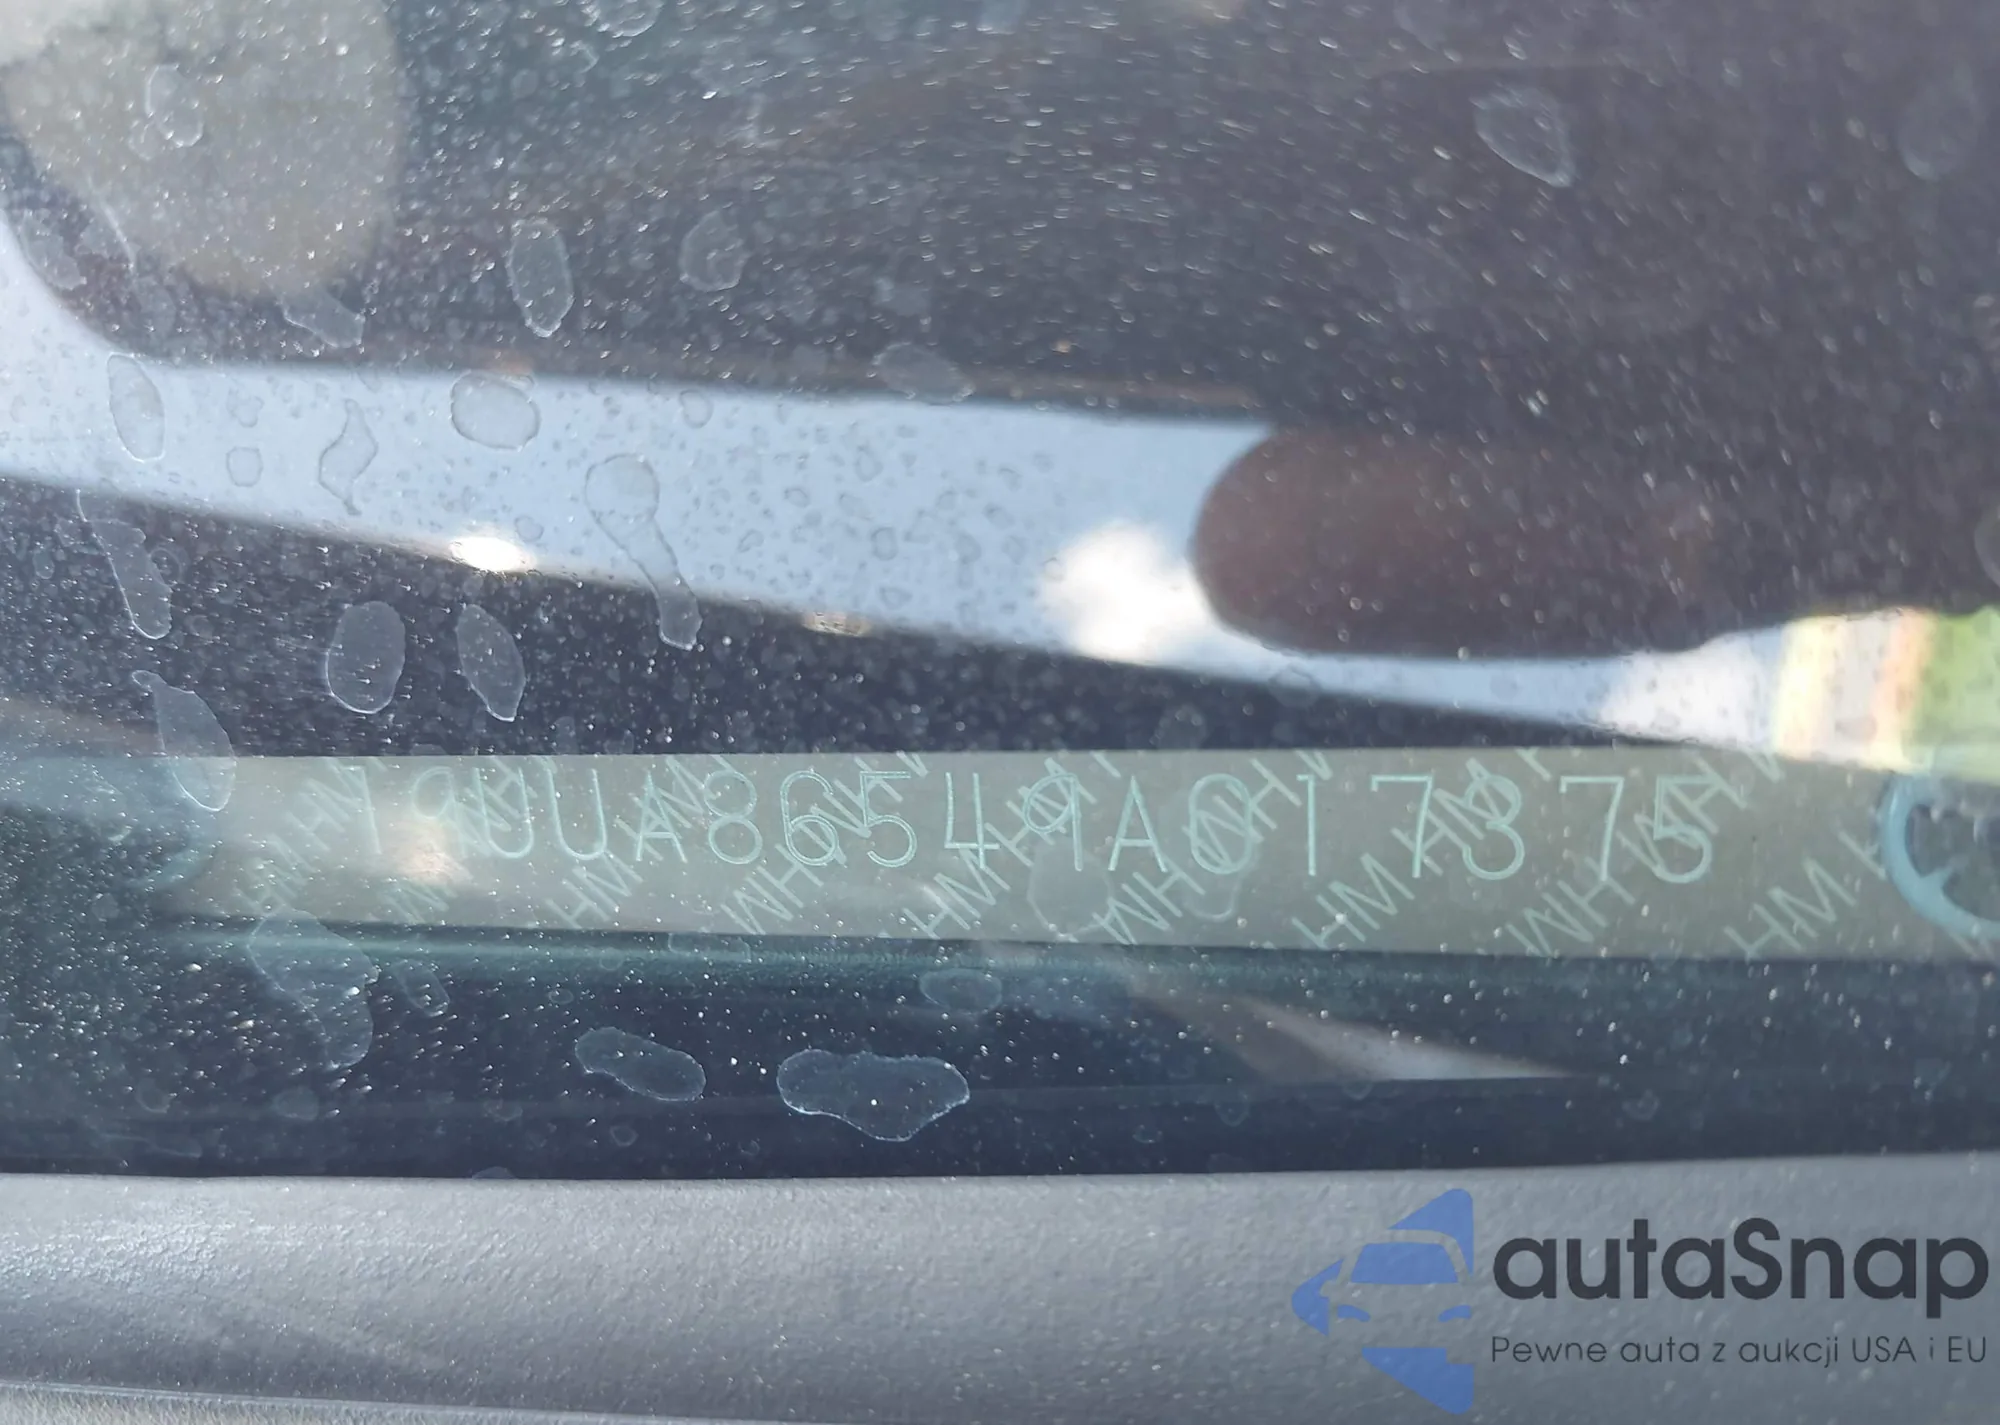 19UUA86549A017375
autaSnap
Pewne auta z aukcji USA i EU